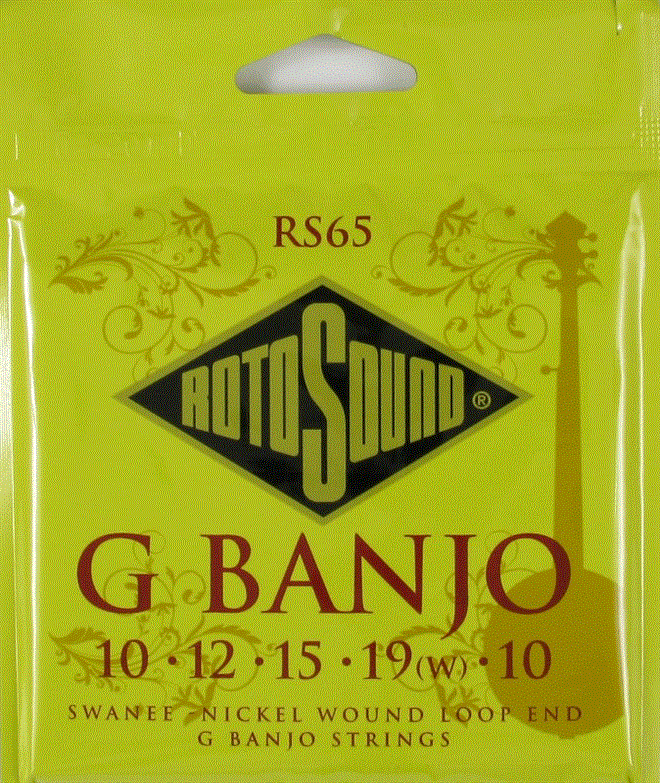 RS65
ROTOSOUND®
G BANJO
10 • 12 • 15 • 19(W) • 10
SWANEE NICKEL WOUND LOOP END
G BANJO STRINGS